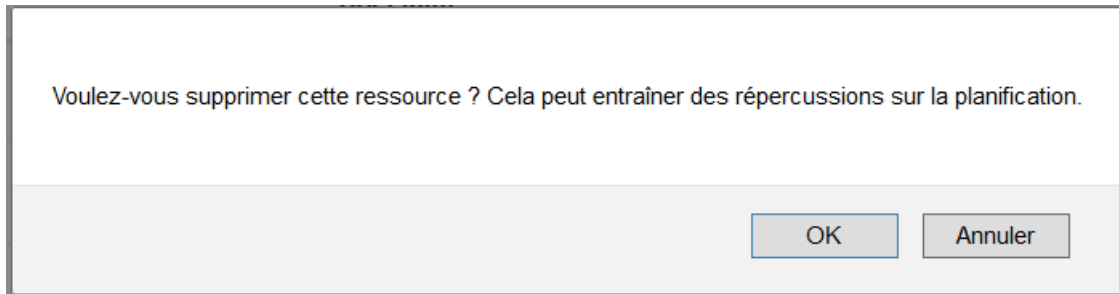 Voulez-vous supprimer cette ressource ? Cela peut entraîner des répercussions sur la planification.
OK
Annuler